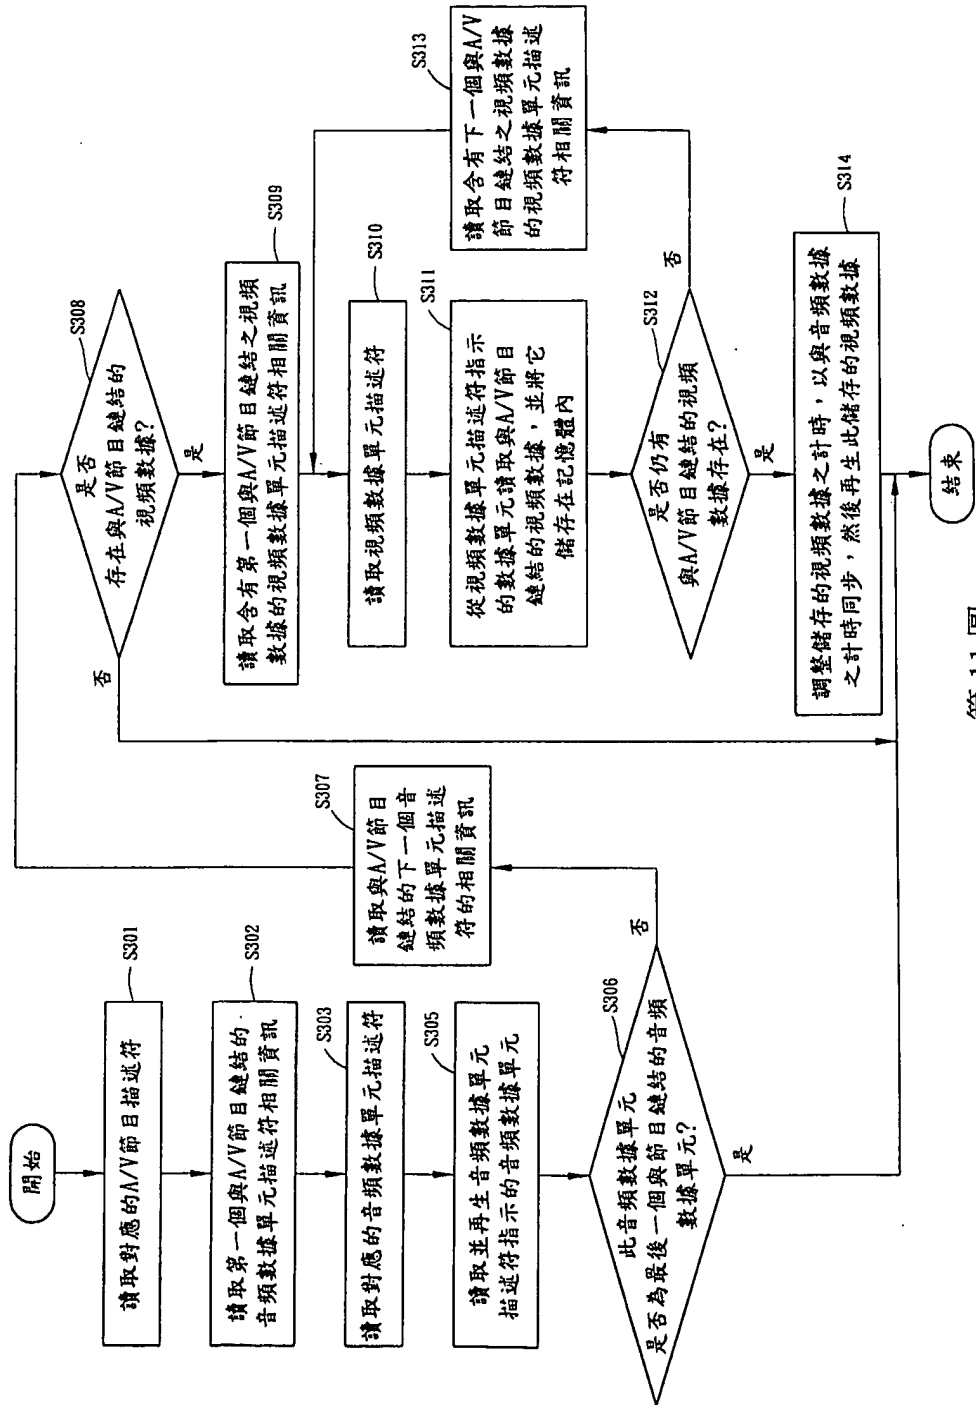 開始
讀取對應的A/V節目描述符
S301
讀取第一個與A/V節目鏈結的
音頻數據單元描述符相關資訊
S302
讀取對應的音頻數據單元描述符
S303
讀取並再生音頻數據單元
描述符指示的音頻數據單元
S305
此音頻數據單元
是否為最後一個與節目鏈結的音頻
數據單元?
S306
否
是
讀取與A/V節目
鏈結的下一個音
頻數據單元描述
符的相關資訊
S307
是否
存在與A/V節目鏈結的
視頻數據?
S308
否
是
讀取含有第一個與A/V節目鏈結之視頻
數據的視頻數據單元描述符相關資訊
S309
讀取視頻數據單元描述符
S310
從視頻數據單元描述符指示
的數據單元讀取與A/V節目
鏈結的視頻數據，並將它
儲存在記憶體內
S311
是否仍有
與A/V節目鏈結的視頻
數據存在?
S312
否
是
讀取含有下一個與A/V
節目鏈結之視頻數據
的視頻數據單元描述
符相關資訊
S313
調整儲存的視頻數據之計時，以與音頻數據
之計時同步，然後再生此儲存的視頻數據
S314
結束
第 11 圖